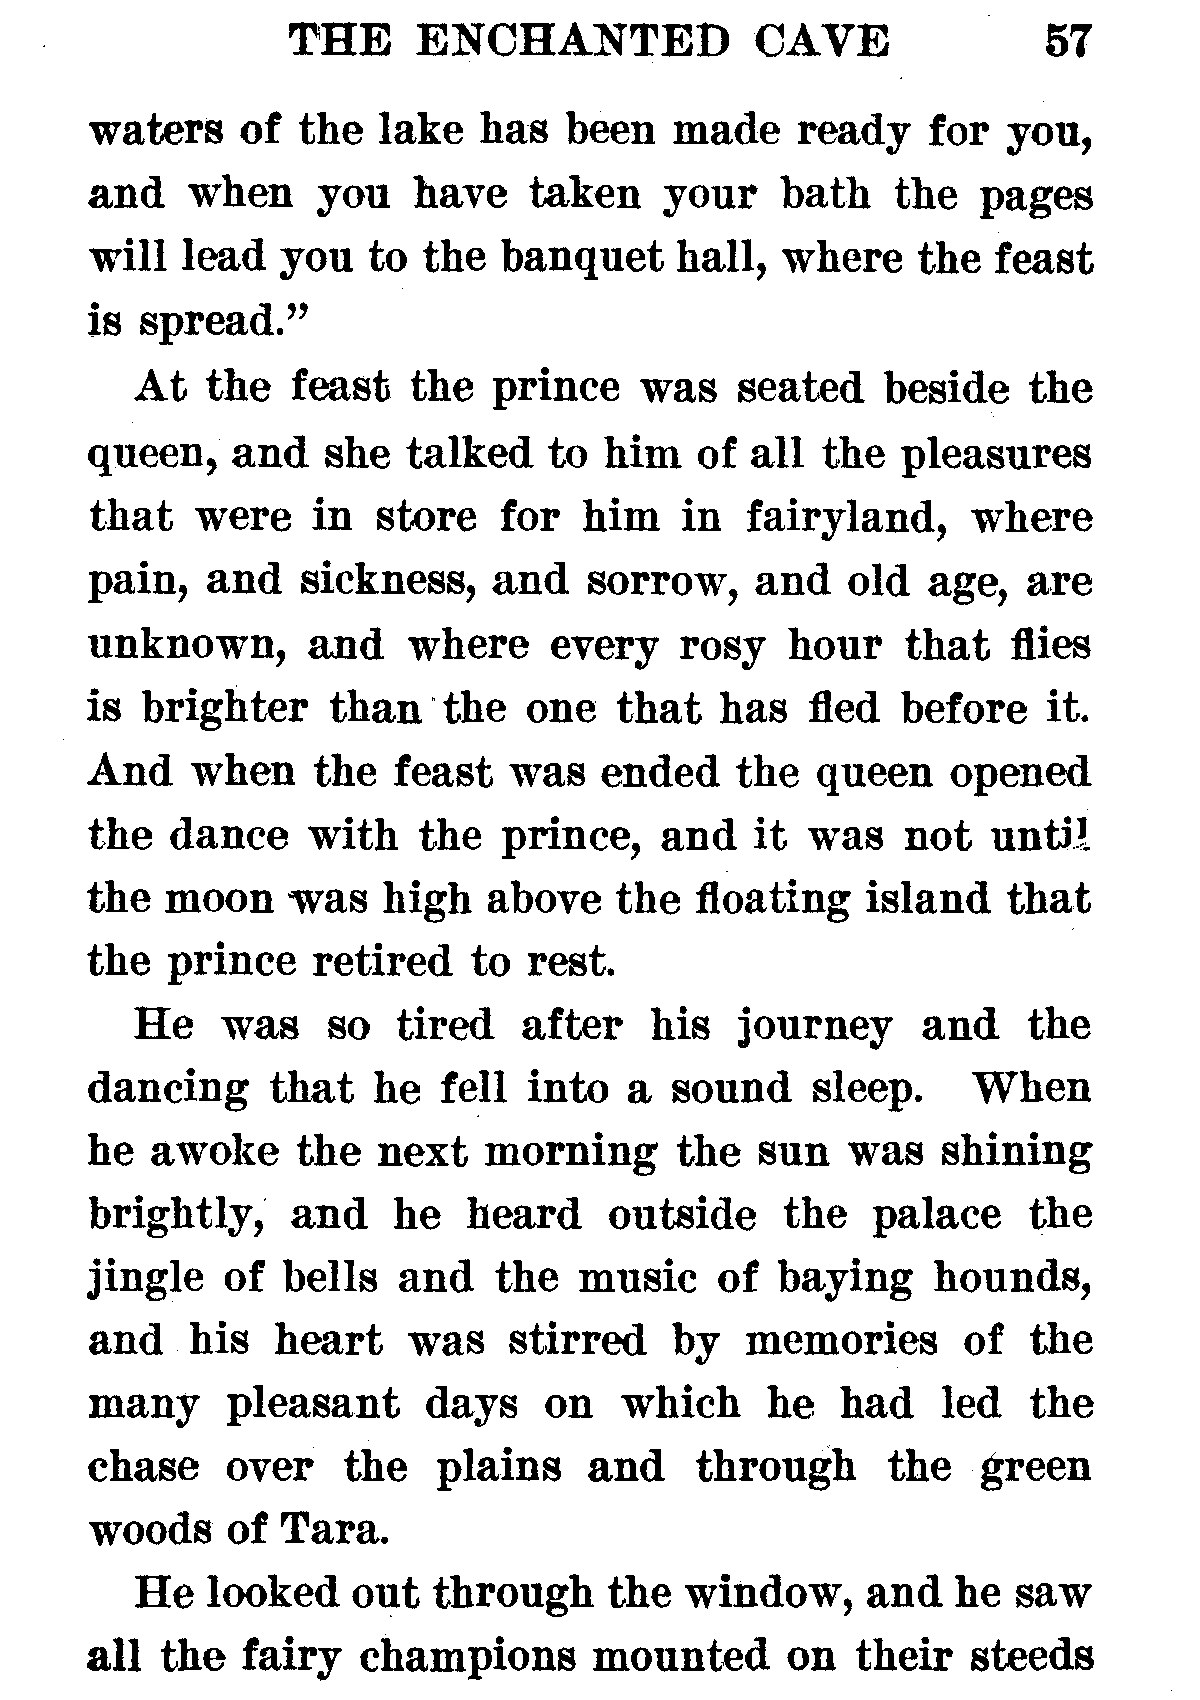 THE ENCHANTED CAVE 57
waters of the lake has been made ready for you,
and when you have taken your bath the pages
will lead you to the banquet hall, where the feast
is spread.”
At the feast the prince was seated beside the
queen, and she talked to him of all the pleasures
that were in store for him in fairyland, where
pain, and sickness, and sorrow, and old age, are
unknown, and where every rosy hour that flies
is brighter than the one that has fled before it.
And when the feast was ended the queen opened
the dance with the prince, and it was not until
the moon was high above the floating island that
the prince retired to rest.
He was so tired after his journey and the
dancing that he fell into a sound sleep. When
he awoke the next morning the sun was shining
brightly, and he heard outside the palace the
jingle of bells and the music of baying hounds,
and his heart was stirred by memories of the
many pleasant days on which he had led the
chase over the plains and through the green
woods of Tara.
He looked out through the window, and he saw
all the fairy champions mounted on their steeds